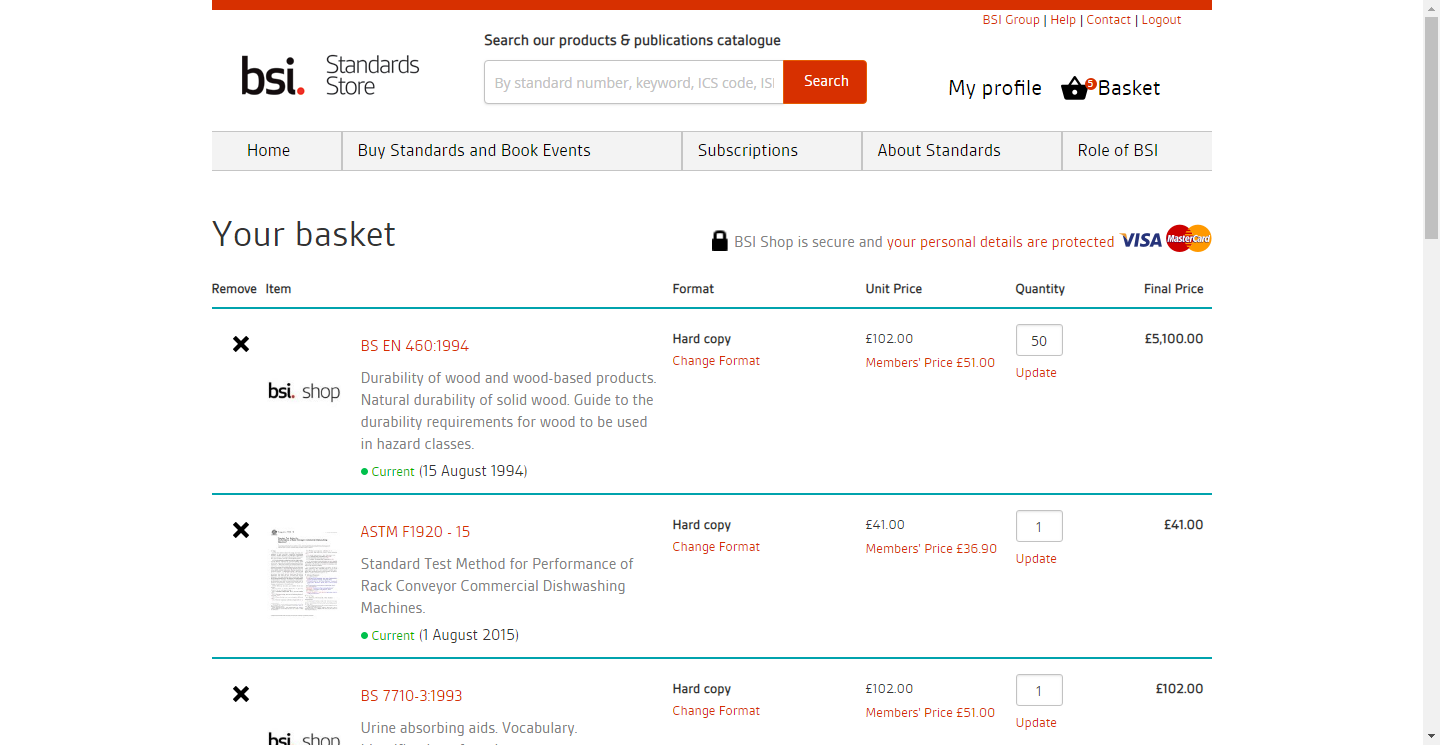 BSI Group | Help | Contact | Logout
Search our products & publications catalogue
bsi. Standards Store
By standard number, keyword, ICS code, ISI
Search
My profile
5
Basket
Home
Buy Standards and Book Events
Subscriptions
About Standards
Role of BSI
Your basket
BSI Shop is secure and your personal details are protected VISA MasterCard
Remove Item Format Unit Price Quantity Final Price
BS EN 460:1994
bsi. shop
Durability of wood and wood-based products.
Natural durability of solid wood. Guide to the
durability requirements for wood to be used
in hazard classes.
Current (15 August 1994)
Hard copy
Change Format
£102.00
Members' Price £51.00
50
Update
£5,100.00
ASTM F1920 - 15
Standard Test Method for Performance of
Rack Conveyor Commercial Dishwashing
Machines.
Current (1 August 2015)
Hard copy
Change Format
£41.00
Members' Price £36.90
1
Update
£41.00
BS 7710-3:1993
bsi. shop
Urine absorbing aids. Vocabulary.
Hard copy
Change Format
£102.00
Members' Price £51.00
1
Update
£102.00